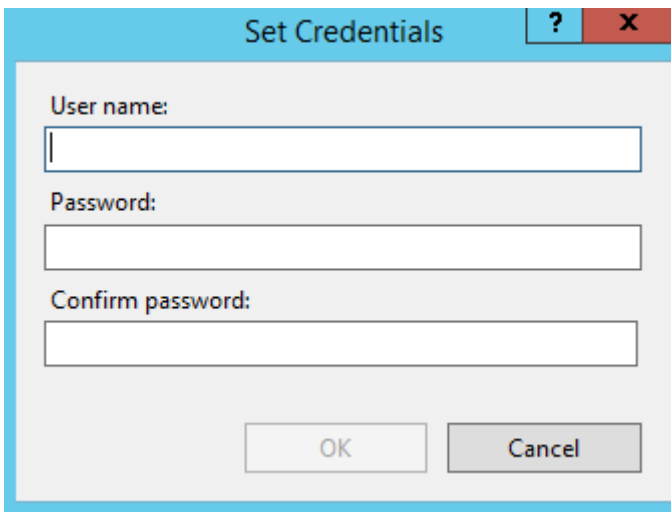 Set Credentials
? x
User name:
Password:
Confirm password:
OK Cancel